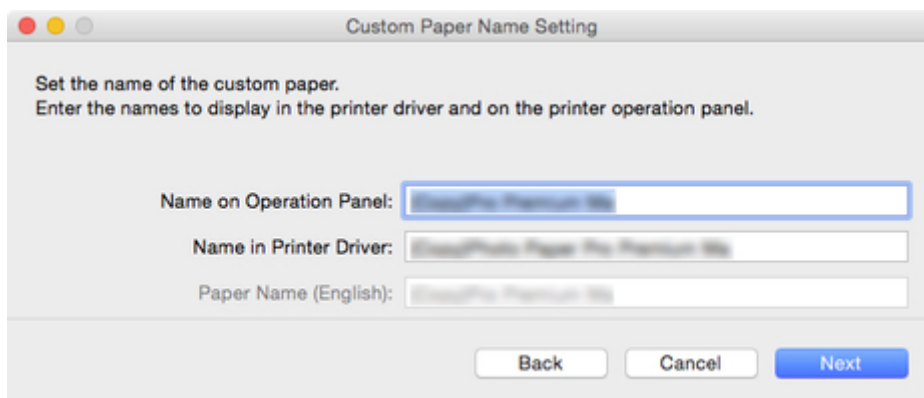 Custom Paper Name Setting
Set the name of the custom paper.
Enter the names to display in the printer driver and on the printer operation panel.
Name on Operation Panel:
Name in Printer Driver:
Paper Name (English):
Back Cancel Next